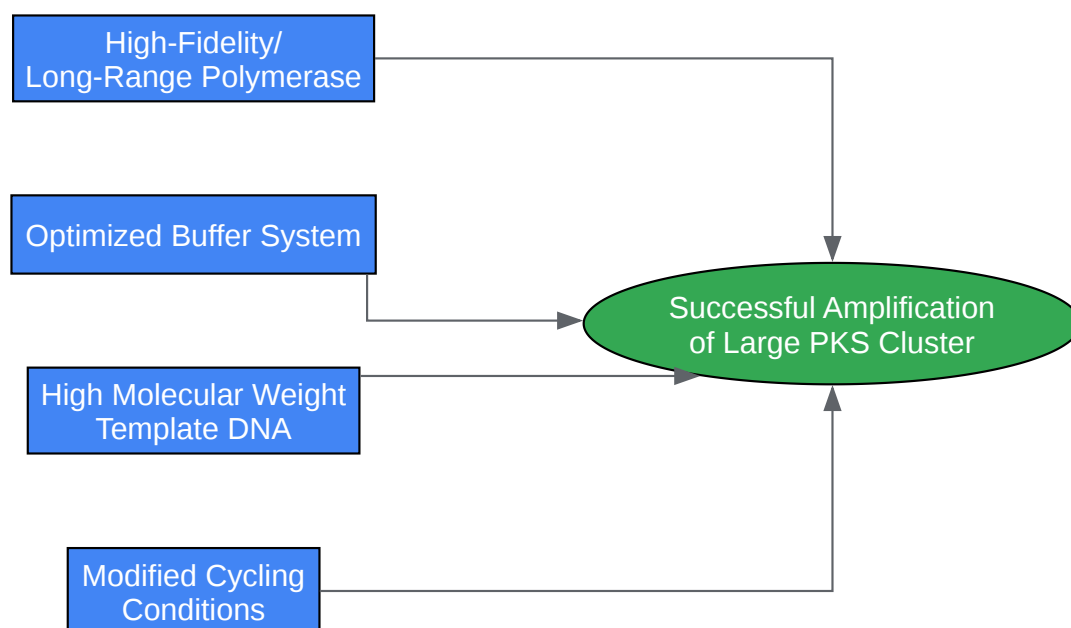 High-Fidelity/
Long-Range Polymerase
Optimized Buffer System
Successful Amplification
of Large PKS Cluster
High Molecular Weight
Template DNA
Modified Cycling
Conditions